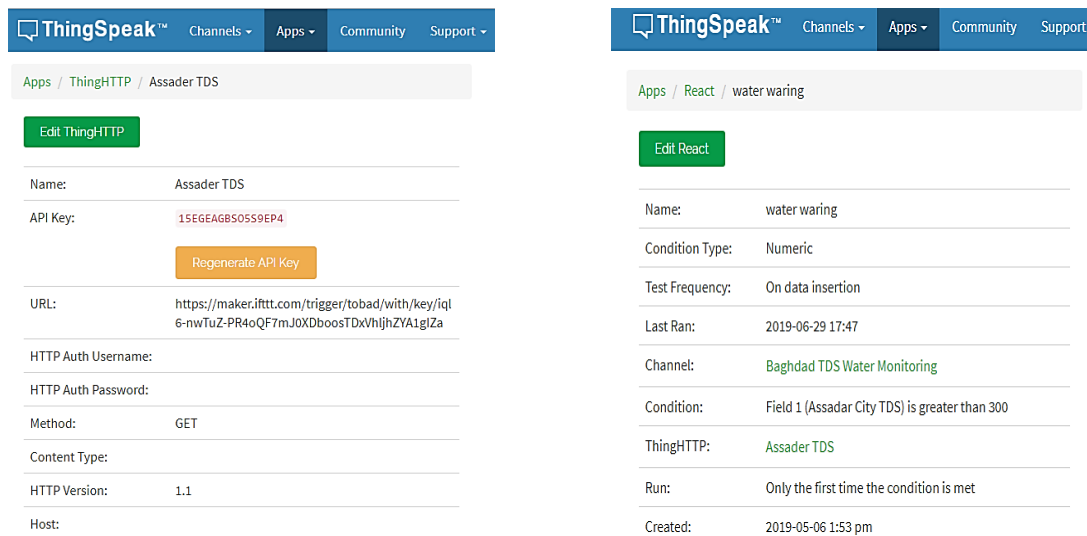 ThingSpeak™ Channels Apps Community Support
Apps / ThingHTTP / Assader TDS
Edit ThingHTTP
Name: Assader TDS
API Key: 15EGEAGBSO5S9EP4
Regenerate API Key
URL: https://maker.ifttt.com/trigger/tobad/with/key/iql
6-nwTuZ-PR4oQF7mJ0XDboosTDxVhljhZYA1gIZa
HTTP Auth Username:
HTTP Auth Password:
Method: GET
Content Type:
HTTP Version: 1.1
Host:
ThingSpeak™ Channels Apps Community Support
Apps / React / water waring
Edit React
Name: water waring
Condition Type: Numeric
Test Frequency: On data insertion
Last Ran: 2019-06-29 17:47
Channel: Baghdad TDS Water Monitoring
Condition: Field 1 (Assadar City TDS) is greater than 300
ThingHTTP: Assader TDS
Run: Only the first time the condition is met
Created: 2019-05-06 1:53 pm